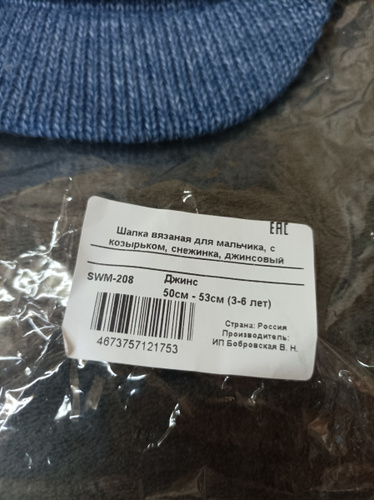 EAC
Шапка вязаная для мальчика, с
козырьком, снежинка, джинсовый
SWM-208 Джинс
50см - 53см (3-6 лет)
Страна: Россия
Производитель:
ИП Бобровская В. Н.
4673757121753